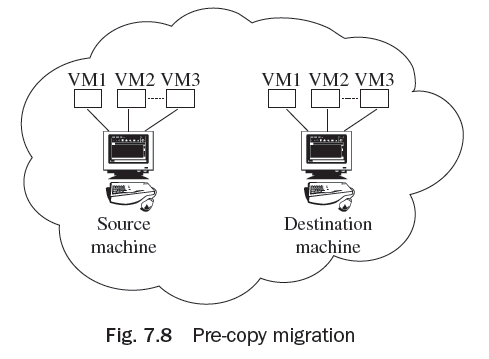 VM1 VM2 VM3 VM1 VM2 VM3
Source Destination
machine machine
Fig. 7.8 Pre-copy migration